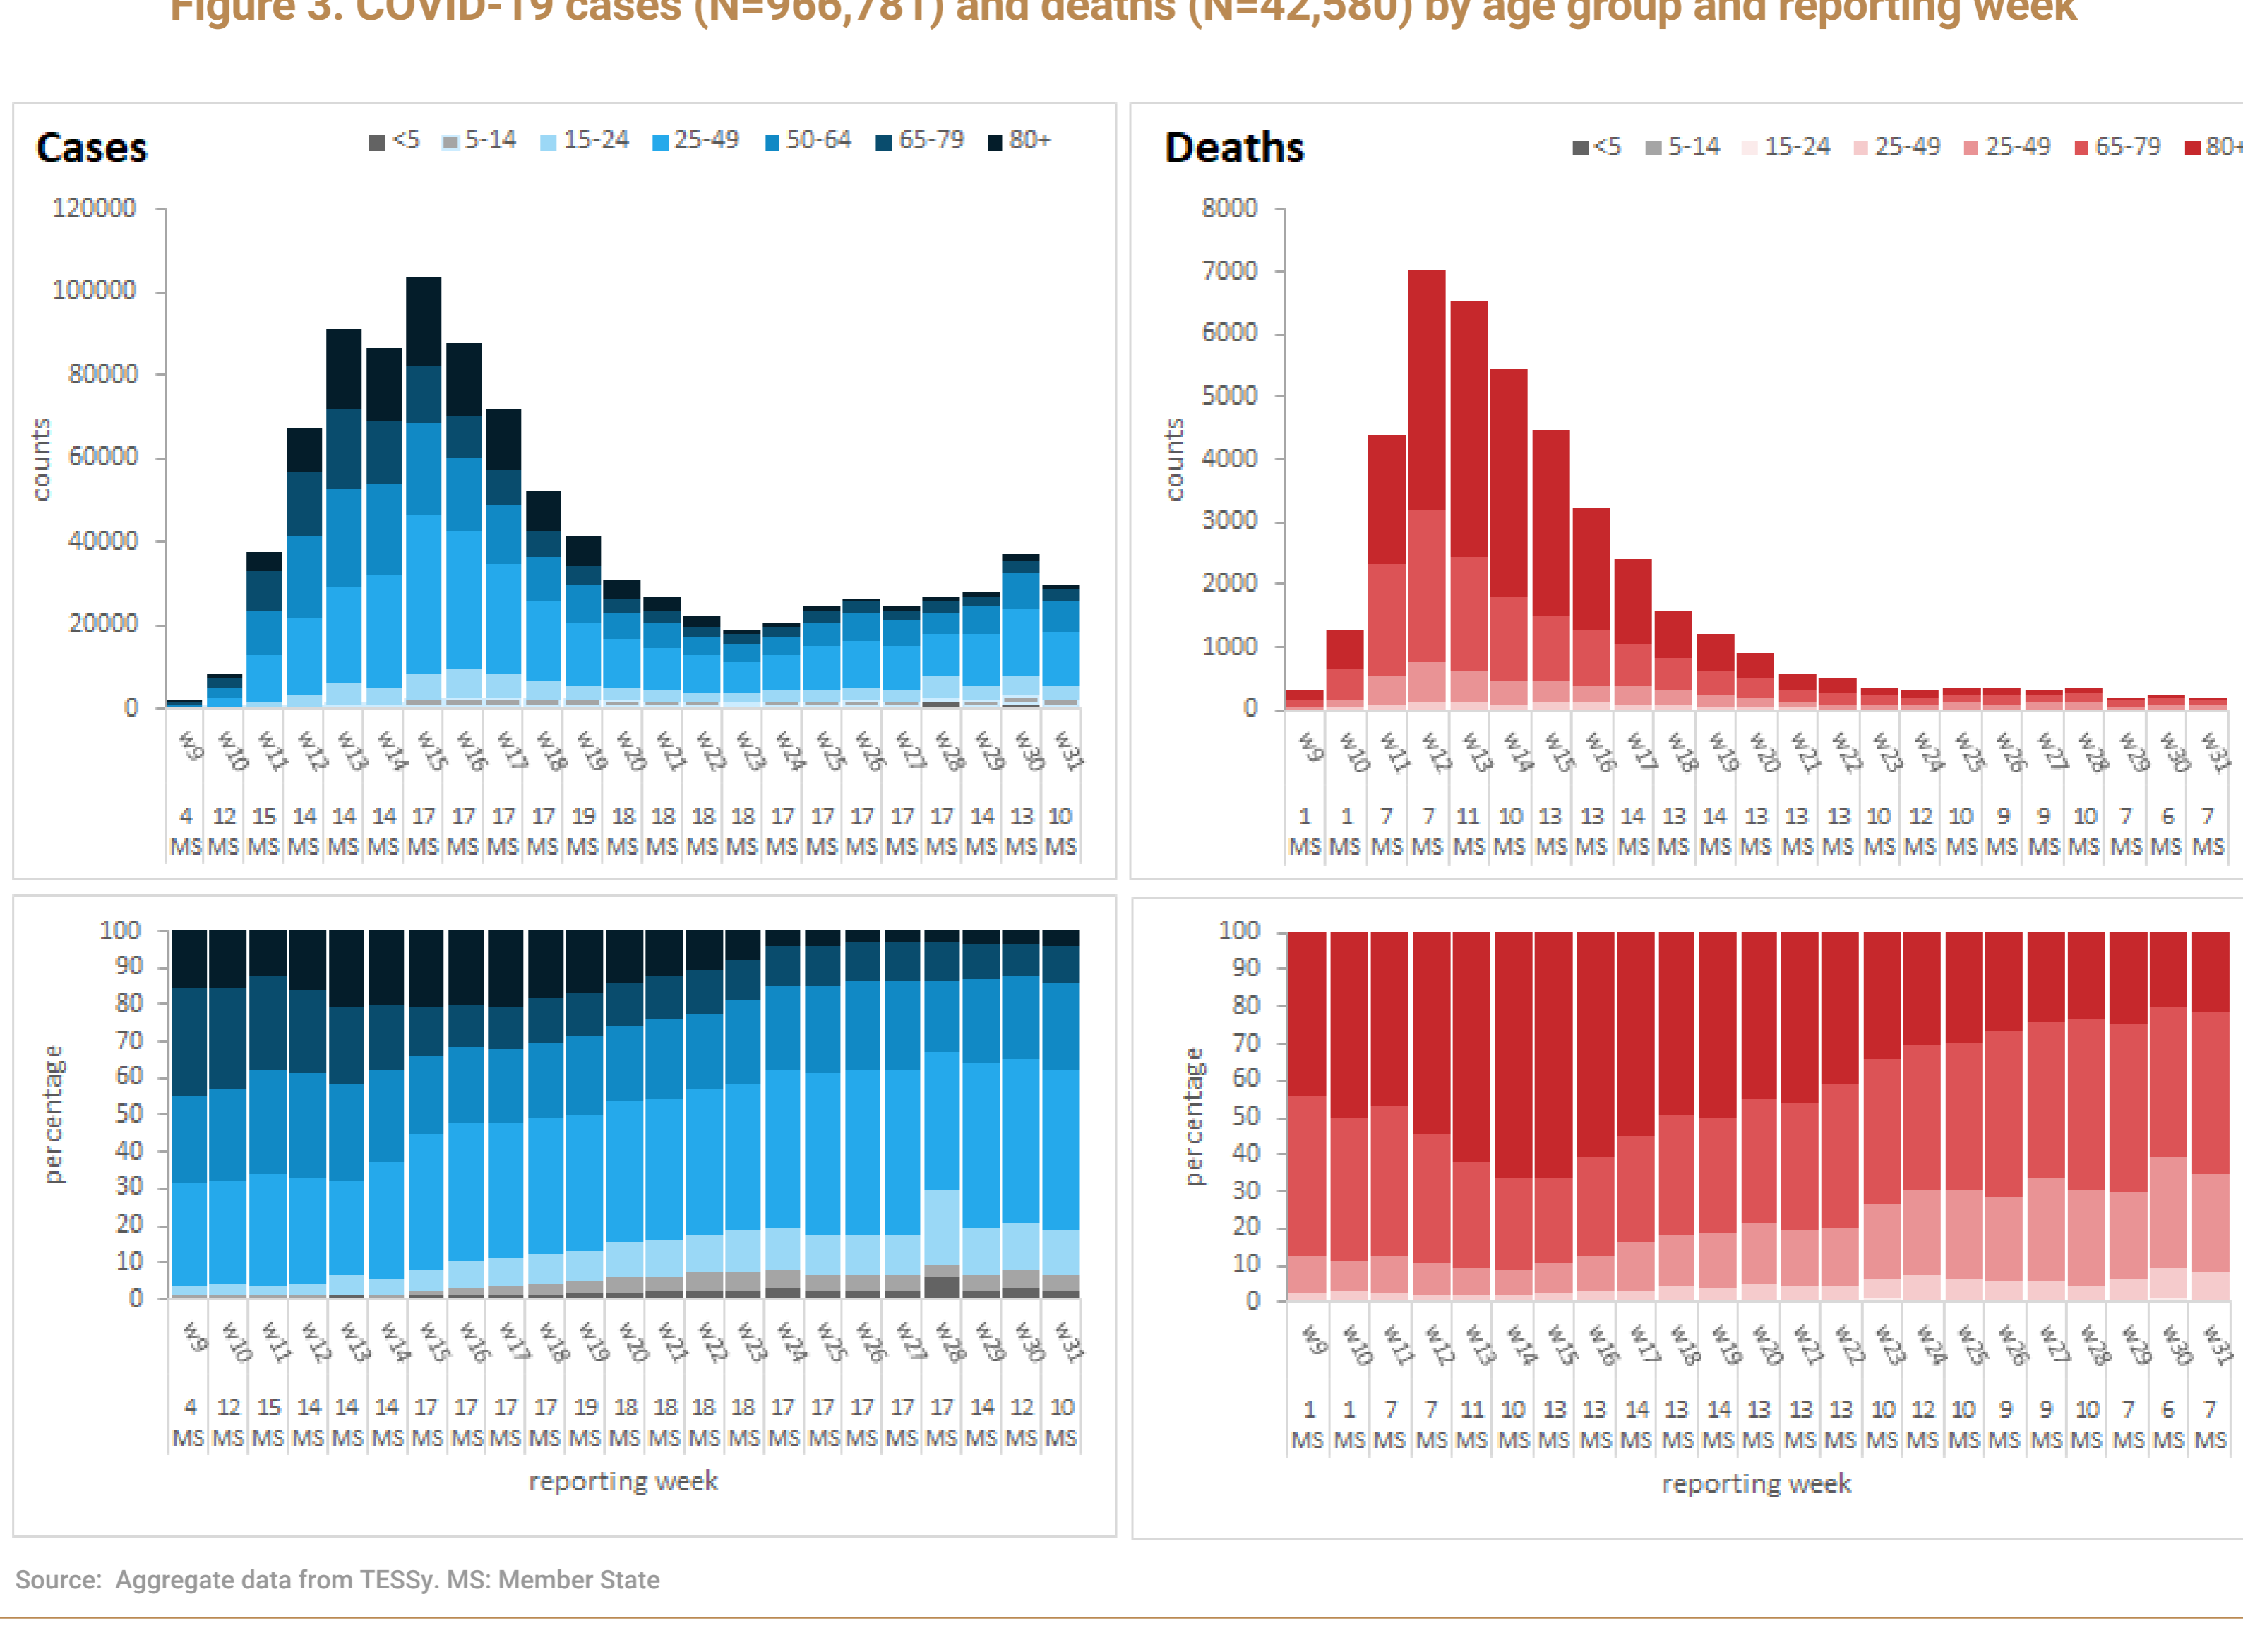 Figure 3. COVID-19 cases (N=966,781) and deaths (N=42,580) by age group and reporting week
Cases
<5 5-14 15-24 25-49 50-64 65-79 80+
120000
100000
80000
60000
40000
20000
0
counts
w9 w10 w11 w12 w13 w14 w15 w16 w17 w18 w19 w20 w21 w22 w23 w24 w25 w26 w27 w28 w29 w30 w31
4 12 15 14 14 14 17 17 17 17 19 18 18 18 18 17 17 17 17 17 14 13 10
MS MS MS MS MS MS MS MS MS MS MS MS MS MS MS MS MS MS MS MS MS MS MS
Deaths
<5 5-14 15-24 25-49 25-49 65-79 80+
8000
7000
6000
5000
4000
3000
2000
1000
0
counts
w9 w10 w11 w12 w13 w14 w15 w16 w17 w18 w19 w20 w21 w22 w23 w24 w25 w26 w27 w28 w29 w30 w31
1 1 7 7 11 10 13 13 14 13 14 13 13 13 10 12 10 9 9 10 7 6 7
MS MS MS MS MS MS MS MS MS MS MS MS MS MS MS MS MS MS MS MS MS MS MS
100
90
80
70
60
50
40
30
20
10
0
percentage
w9 w10 w11 w12 w13 w14 w15 w16 w17 w18 w19 w20 w21 w22 w23 w24 w25 w26 w27 w28 w29 w30 w31
4 12 15 14 14 14 17 17 17 17 19 18 18 18 18 17 17 17 17 17 14 12 10
MS MS MS MS MS MS MS MS MS MS MS MS MS MS MS MS MS MS MS MS MS MS MS
reporting week
100
90
80
70
60
50
40
30
20
10
0
percentage
w9 w10 w11 w12 w13 w14 w15 w16 w17 w18 w19 w20 w21 w22 w23 w24 w25 w26 w27 w28 w29 w30 w31
1 1 7 7 11 10 13 13 14 13 14 13 13 13 10 12 10 9 9 10 7 6 7
MS MS MS MS MS MS MS MS MS MS MS MS MS MS MS MS MS MS MS MS MS MS MS
reporting week
Source: Aggregate data from TESSy. MS: Member State